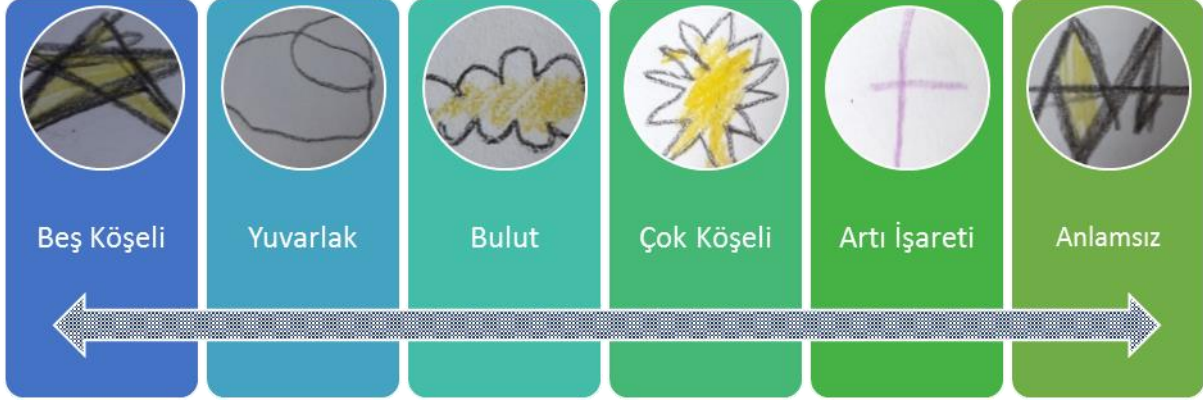 Beş Köşeli
Yuvarlak
Bulut
Çok Köşeli
Artı İşareti
Anlamsız